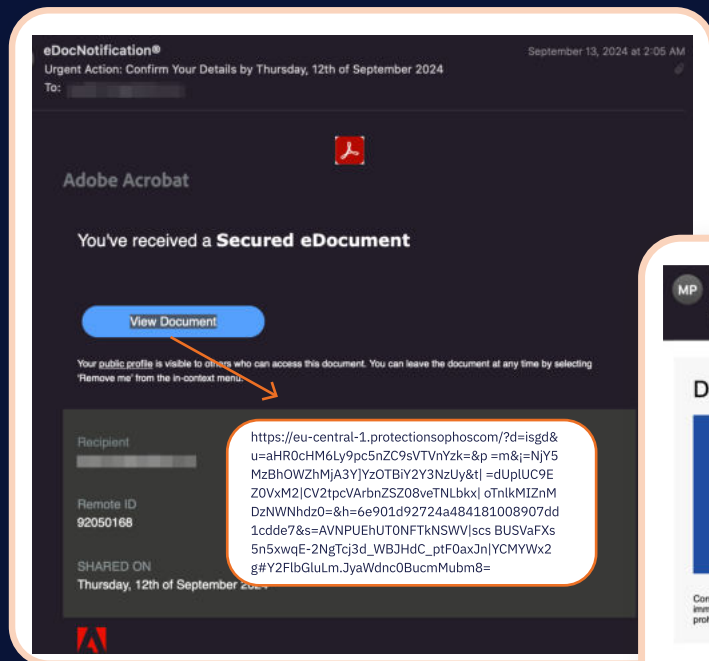 eDocNotification®
September 13, 2024 at 2:05 AM
Urgent Action: Confirm Your Details by Thursday, 12th of September 2024
To:
Adobe Acrobat
You've received a Secured eDocument
View Document
Your public profile is visible to others who can access this document. You can leave the document at any time by selecting
'Remove me' from the in-context menu.
Recipient
Remote ID
92050168
SHARED ON
Thursday, 12th of September
https://eu-central-1.protectionsophoscom/?d=isgd&
u=aHR0cHM6Ly9pc5nZC9sVTVnYzk=&p =m&¡=NjY5
MzBhOWZhMjA3Y]YzOTBiY2Y3NzUy&t| =dUplUC9E
Z0VxM2|CV2tpcVArbnZSZ08veTNLbkx| oTnlkMIZnM
DzNWNhdz0=&h=6e901d92724a484181008907dd
1cdde7&s=AVNPUEhUT0NFTkNSWV|scs BUSVaFXs
5n5xwqE-2NgTcj3d_WBJHdC_ptF0axJn|YCMYWx2
g#Y2FlbGluLm.JyaWdnc0BucmMubm8=
MP
D